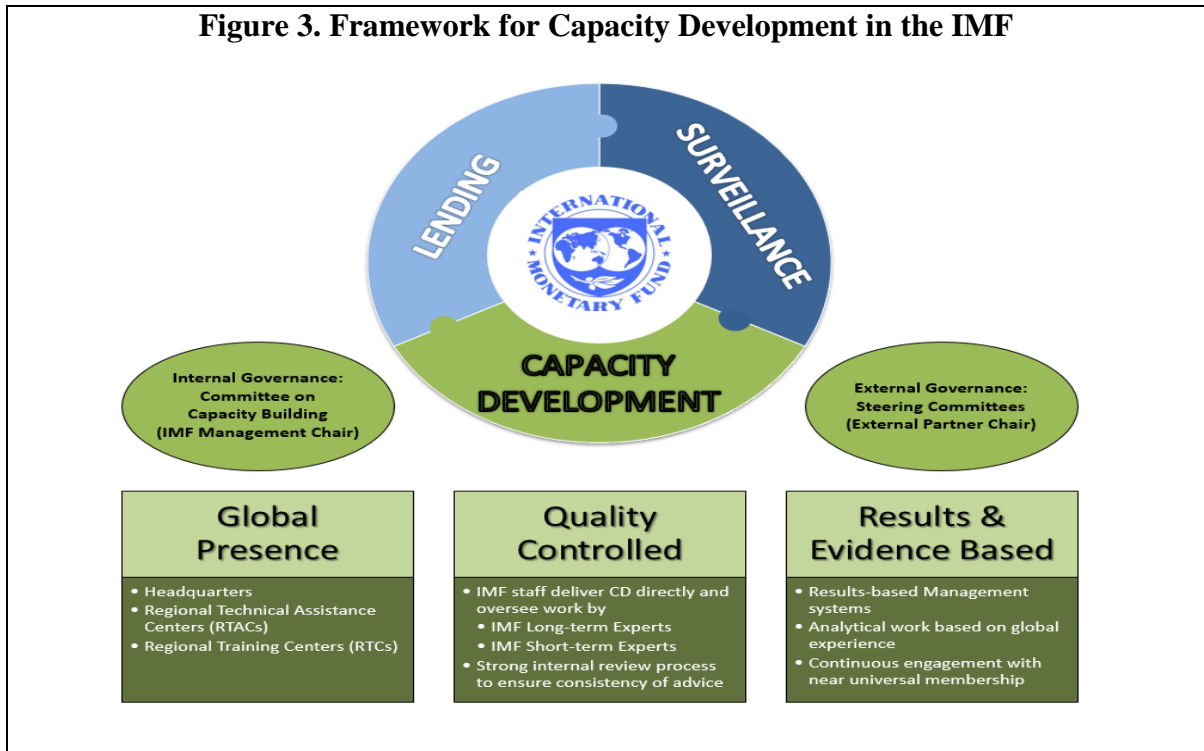 Figure 3. Framework for Capacity Development in the IMF
LENDING
SURVEILLANCE
INTERNATIONAL
MONETARY FUND
CAPACITY
DEVELOPMENT
Internal Governance:
Committee on
Capacity Building
(IMF Management Chair)
External Governance:
Steering Committees
(External Partner Chair)
Global
Presence
• Headquarters
• Regional Technical Assistance
Centers (RTACs)
• Regional Training Centers (RTCs)
Quality
Controlled
• IMF staff deliver CD directly and
oversee work by
• IMF Long-term Experts
• IMF Short-term Experts
• Strong internal review process
to ensure consistency of advice
Results &
Evidence Based
• Results-based Management
systems
• Analytical work based on global
experience
• Continuous engagement with
near universal membership